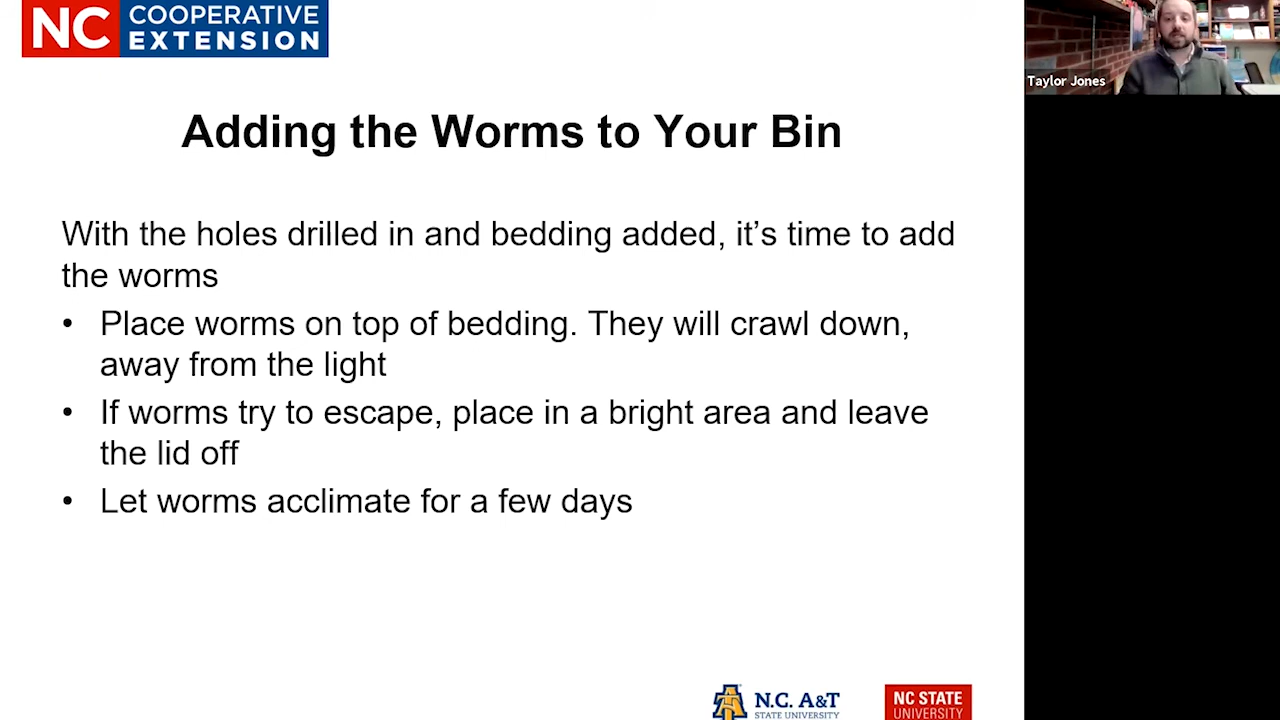 NC COOPERATIVE
EXTENSION
Taylor Jones
Adding the Worms to Your Bin
With the holes drilled in and bedding added, it’s time to add
the worms
• Place worms on top of bedding. They will crawl down,
away from the light
• If worms try to escape, place in a bright area and leave
the lid off
• Let worms acclimate for a few days
N.C. A&T
STATE UNIVERSITY
NC STATE
UNIVERSITY